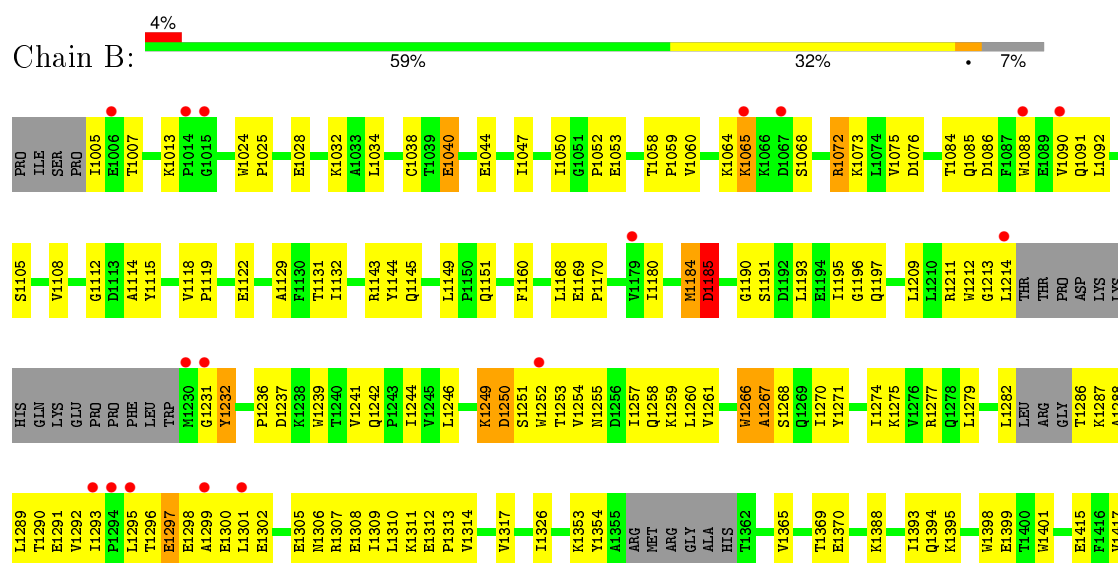 4%
Chain B:
59% 32% • 7%
PRO ILE SER PRO I1005 E1006 T1007 K1013 P1014 G1015 W1024 P1025 E1028 K1032 A1033 L1034 C1038 T1039 E1040 E1044 I1047 I1050 G1051 P1052 E1053 T1058 P1059 V1060 K1064 K1065 K1066 D1067 S1068 R1072 K1073 L1074 V1075 D1076 T1084 Q1085 D1086 F1087 W1088 E1089 V1090 Q1091 L1092
S1105 V1108 G1112 D1113 A1114 Y1115 V1118 P1119 E1122 A1129 F1130 T1131 I1132 R1143 Y1144 Q1145 L1149 P1150 Q1151 F1160 L1168 E1169 P1170 V1179 I1180 M1184 D1185 G1190 S1191 D1192 L1193 E1194 I1195 G1196 Q1197 L1209 L1210 R1211 W1212 G1213 L1214 THR THR PRO ASP LYS LYS
HIS GLN LYS GLU PRO PRO PHE LEU TRP M1230 G1231 Y1232 P1236 D1237 K1238 W1239 T1240 V1241 Q1242 P1243 I1244 V1245 L1246 K1249 D1250 S1251 W1252 T1253 V1254 N1255 D1256 I1257 Q1258 K1259 L1260 V1261 W1266 A1267 S1268 Q1269 I1270 Y1271 I1274 K1275 V1276 R1277 Q1278 L1279 L1282 LEU ARG GLY T1286 K1287 A1288
L1289 T1290 E1291 V1292 I1293 P1294 L1295 T1296 E1297 E1298 A1299 E1300 L1301 E1302 E1305 N1306 R1307 E1308 I1309 L1310 K1311 E1312 P1313 V1314 V1317 I1326 K1353 Y1354 A1355 ARG MET ARG GLY ALA HIS T1362 V1365 T1369 E1370 K1388 I1393 Q1394 K1395 W1398 E1399 T1400 W1401 E1415 F1416 V1417